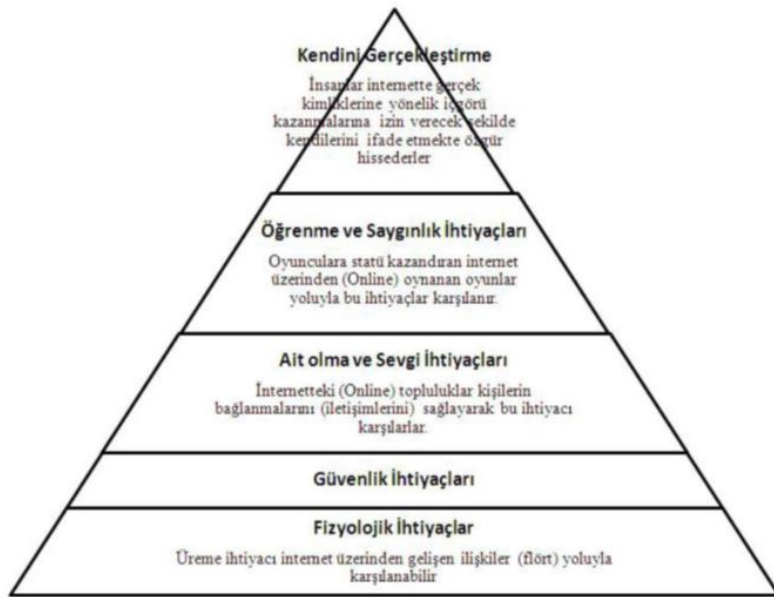 Kendini Gerçekleştirme
İnsanlar internette gerçek
kimliklerine yönelik içgörü
kazanmalarına izin verecek şekilde
kendilerini ifade etmekte özgür
hissederler
Öğrenme ve Saygınlık İhtiyaçları
Oyunculara statü kazandıran internet
üzerinden (Online) oynanan oyunlar
yoluyla bu ihtiyaçlar karşılanır.
Ait olma ve Sevgi İhtiyaçları
İnternetteki (Online) topluluklar kişilerin
bağlanmalarını (iletişimlerini) sağlayarak bu ihtiyacı
karşılarlar.
Güvenlik İhtiyaçları
Fizyolojik İhtiyaçlar
Üreme ihtiyacı internet üzerinden gelişen ilişkiler (flört) yoluyla
karşılanabilir